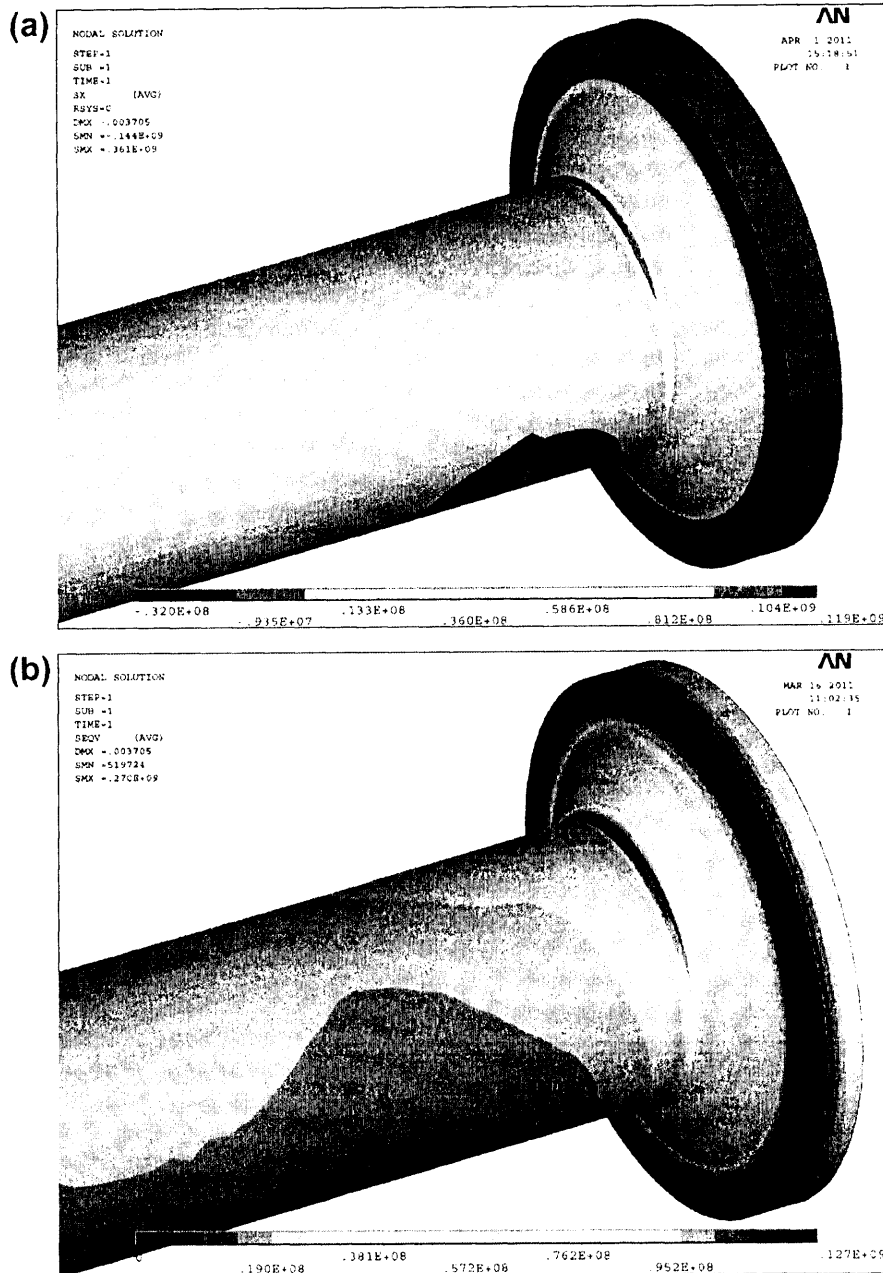 (a)
NODAL SOLUTION
STEP=1
SUB =1
TIME=1
SX (AVG)
RSYS=0
DMX =.003705
SMN =-.144E+09
SMX =.361E+09
AN
APR 1 2011
15:18:51
PLOT NO. 1
-.320E+08 .133E+08 .586E+08 .104E+09
-.935E+07 .360E+08 .812E+08 .119E+09
(b)
NODAL SOLUTION
STEP=1
SUB =1
TIME=1
SEQV (AVG)
DMX =.003705
SMN =519724
SMX =.270E+09
AN
MAR 16 2011
11:02:35
PLOT NO. 1
0 .381E+08 .762E+08 .127E+09
.190E+08 .572E+08 .952E+08